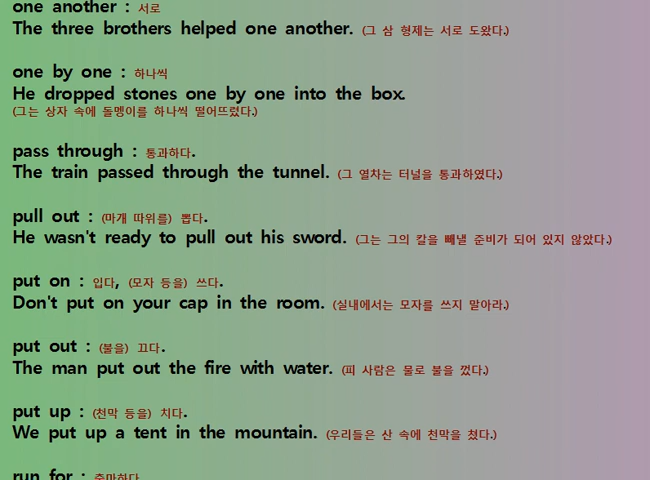 one another : 서로
The three brothers helped one another. (그 삼 형제는 서로 도왔다.)
one by one : 하나씩
He dropped stones one by one into the box.
(그는 상자 속에 돌멩이를 하나씩 떨어뜨렸다.)
pass through : 통과하다.
The train passed through the tunnel. (그 열차는 터널을 통과하였다.)
pull out : (마개 따위를) 뽑다.
He wasn't ready to pull out his sword. (그는 그의 칼을 빼낼 준비가 되어 있지 않았다.)
put on : 입다, (모자 등을) 쓰다.
Don't put on your cap in the room. (실내에서는 모자를 쓰지 말아라.)
put out : (불을) 끄다.
The man put out the fire with water. (피 사람은 물로 불을 껐다.)
put up : (천막 등을) 치다.
We put up a tent in the mountain. (우리들은 산 속에 천막을 쳤다.)
run for : 출마하다